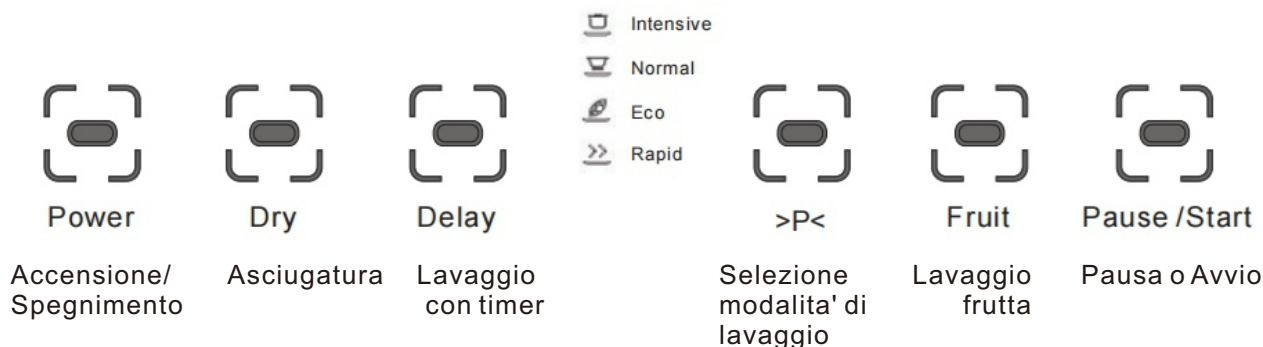 Intensive
Normal
Eco
Rapid
Power
Dry
Delay
>P<
Fruit
Pause /Start
Accensione/
Spegnimento
Asciugatura
Lavaggio
con timer
Selezione
modalita' di
lavaggio
Lavaggio
frutta
Pausa o Avvio